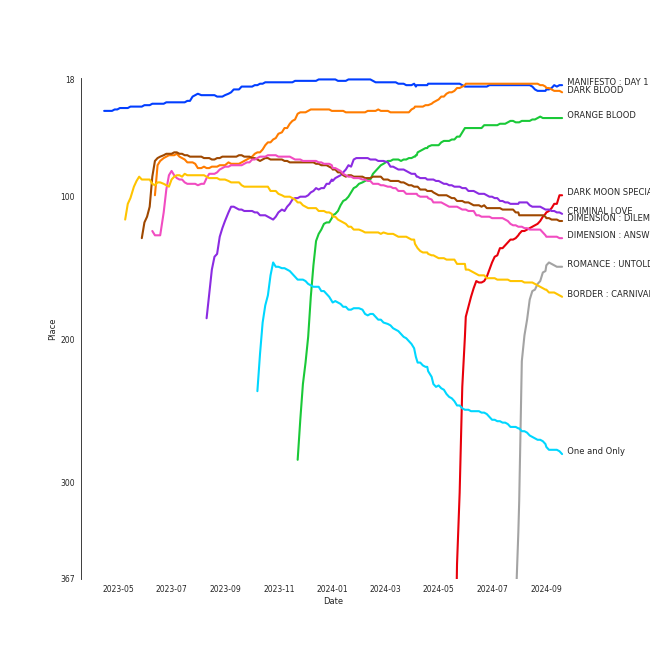 18
100
200
300
367
Place
2023-05
2023-07
2023-09
2023-11
2024-01
2024-03
2024-05
2024-07
2024-09
Date
MANIFESTO : DAY 1
DARK BLOOD
ORANGE BLOOD
DARK MOON SPECIA
CRIMINAL LOVE
DIMENSION : DILEM
DIMENSION : ANSW
ROMANCE : UNTOLD
BORDER : CARNIVA
One and Only